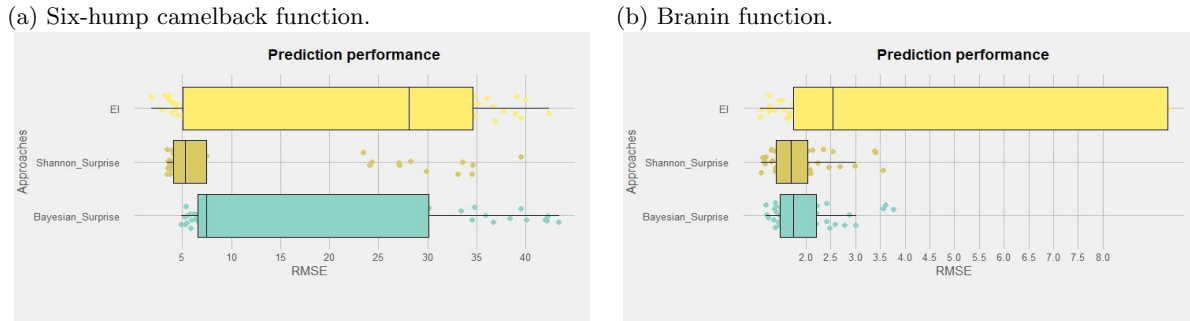 (a) Six-hump camelback function.
Prediction performance
Approaches
EI
Shannon_Surprise
Bayesian_Surprise
5 10 15 20 25 30 35 40
RMSE
(b) Branin function.
Prediction performance
Approaches
EI
Shannon_Surprise
Bayesian_Surprise
2.0 2.5 3.0 3.5 4.0 4.5 5.0 5.5 6.0 6.5 7.0 7.5 8.0
RMSE